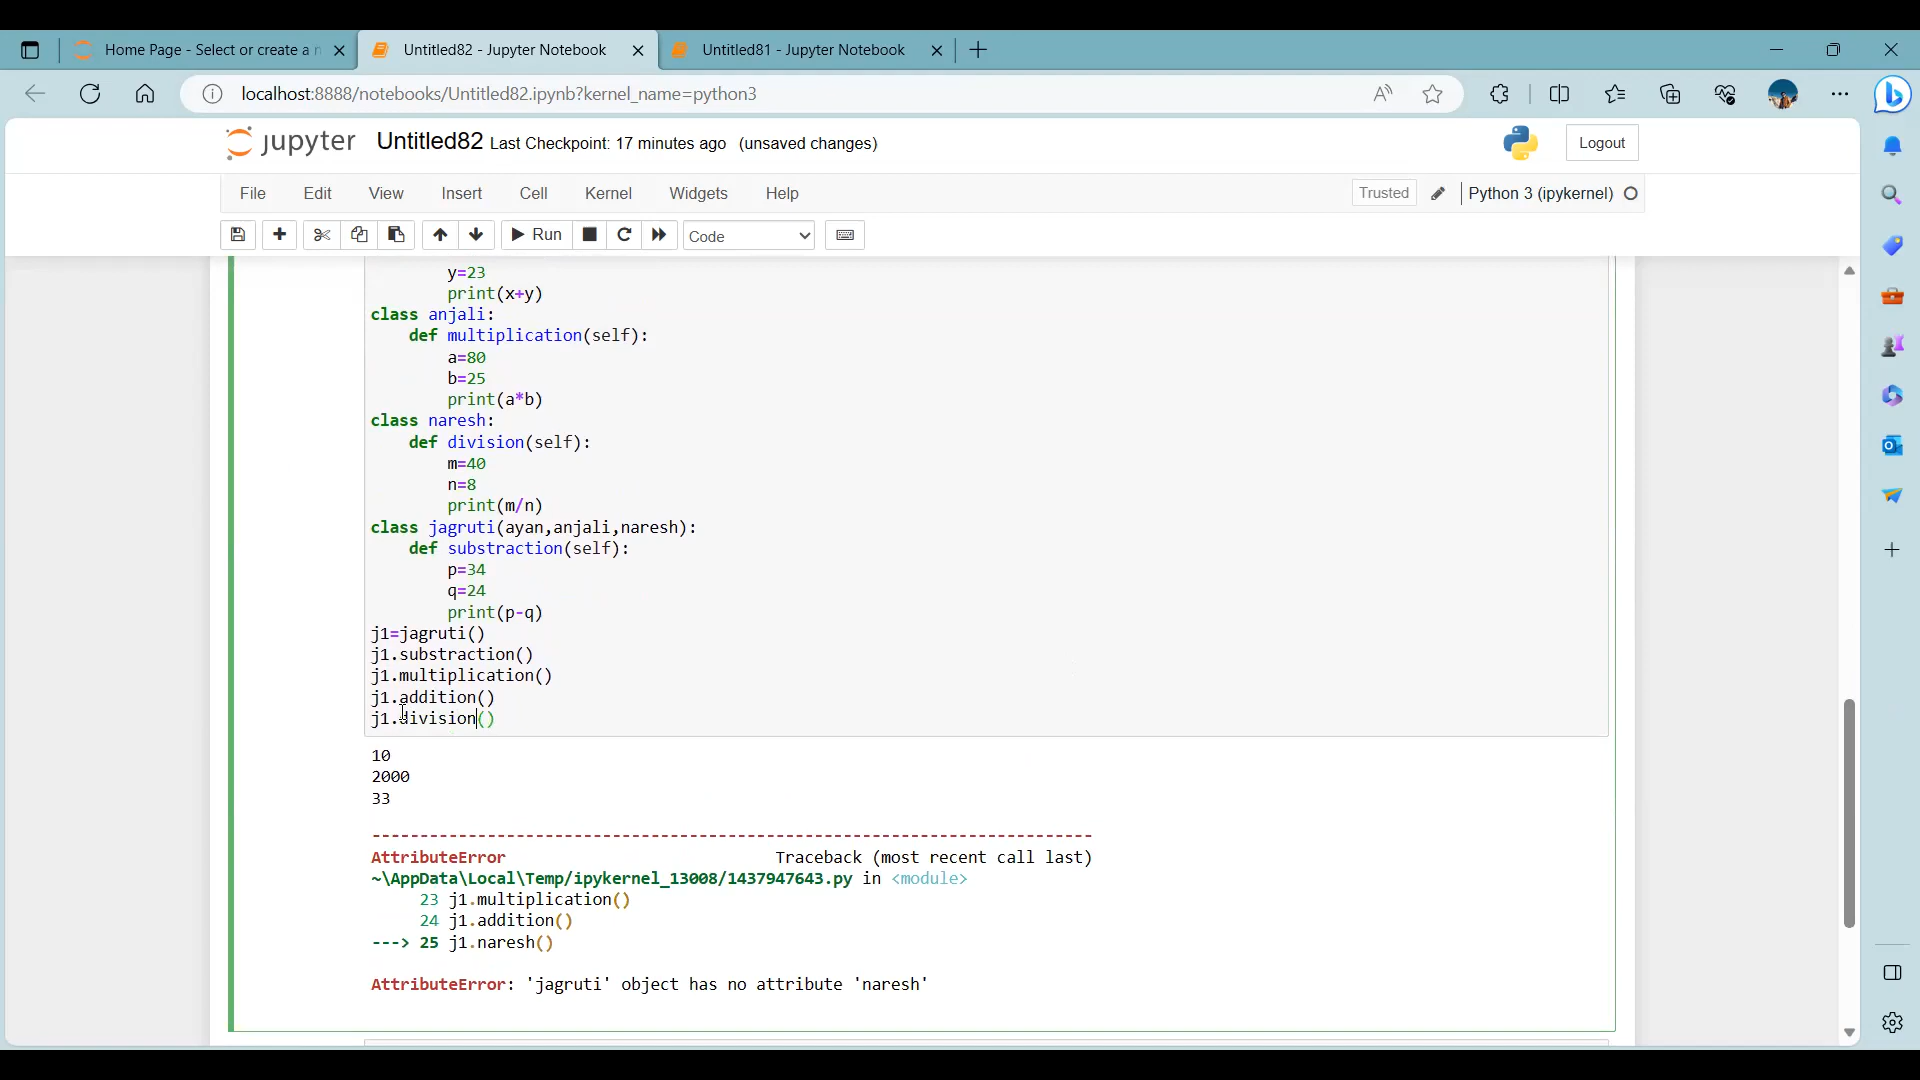 Home Page - Select or create a n
Untitled82 - Jupyter Notebook
Untitled81 - Jupyter Notebook
localhost:8888/notebooks/Untitled82.ipynb?kernel_name=python3
jupyter Untitled82 Last Checkpoint: 17 minutes ago (unsaved changes)
Logout
File Edit View Insert Cell Kernel Widgets Help
Trusted Python 3 (ipykernel)
Run Code
y=23
print(x+y)
class anjali:
def multiplication(self):
a=80
b=25
print(a*b)
class naresh:
def division(self):
m=40
n=8
print(m/n)
class jagruti(ayan,anjali,naresh):
def substraction(self):
p=34
q=24
print(p-q)
j1=jagruti()
j1.substraction()
j1.multiplication()
j1.addition()
j1.division()
10
2000
33
---------------------------------------------------------------------------
AttributeError Traceback (most recent call last)
~\AppData\Local\Temp/ipykernel_13008/1437947643.py in <module>
23 j1.multiplication()
24 j1.addition()
---> 25 j1.naresh()
AttributeError: 'jagruti' object has no attribute 'naresh'